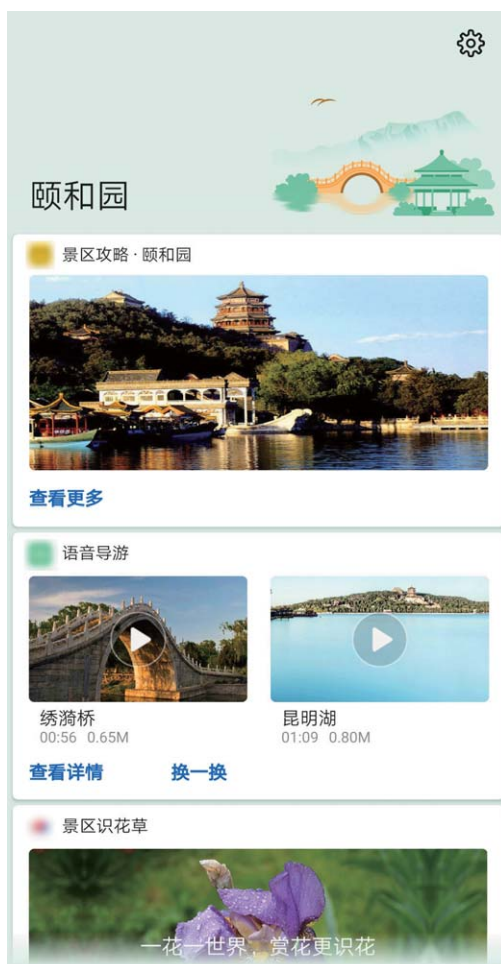 颐和园
景区攻略 · 颐和园
查看更多
语音导游
绣漪桥
00:56 0.65M
昆明湖
01:09 0.80M
查看详情 换一换
景区识花草
一花一世界，赏花更识花